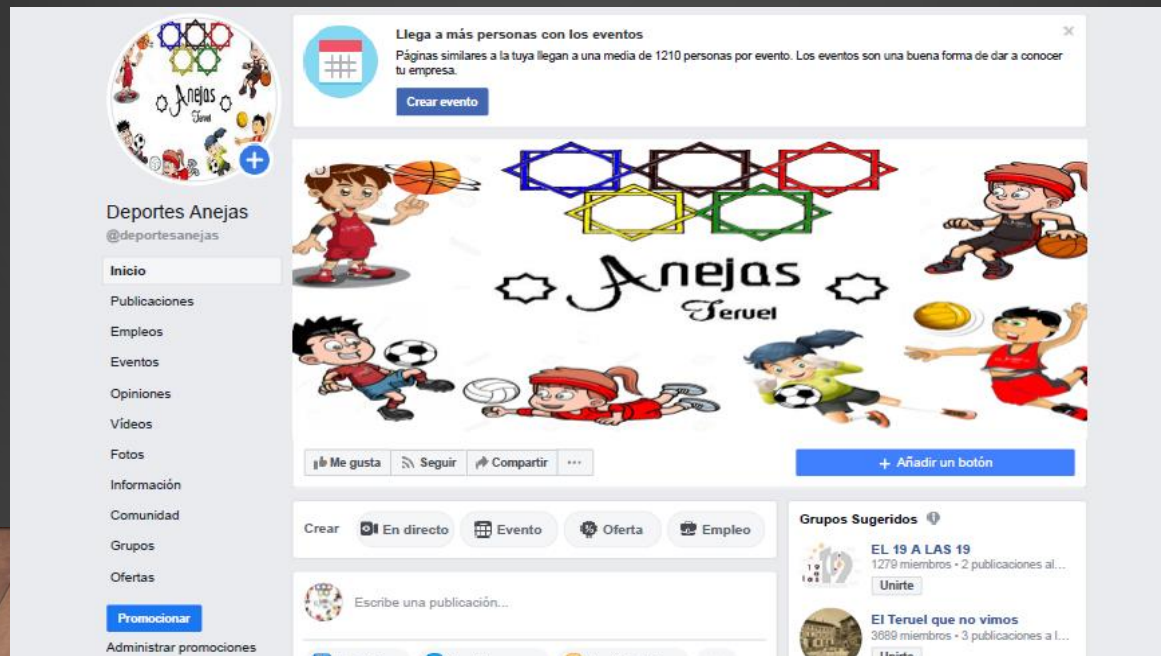 Llega a más personas con los eventos
Páginas similares a la tuya llegan a una media de 1210 personas por evento. Los eventos son una buena forma de dar a conocer
tu empresa.
Crear evento
Anejas
Teruel
Deportes Anejas
@deportesanejas
Inicio
Publicaciones
Empleos
Eventos
Opiniones
Vídeos
Fotos
Información
Comunidad
Grupos
Ofertas
Promocionar
Administrar promociones
Anejas
Teruel
Me gusta
Seguir
Compartir
+ Añadir un botón
Crear
En directo
Evento
Oferta
Empleo
Escribe una publicación...
Grupos Sugeridos
EL 19 A LAS 19
1279 miembros • 2 publicaciones al...
Unirte
El Teruel que no vimos
3689 miembros • 3 publicaciones a l...
Unirte